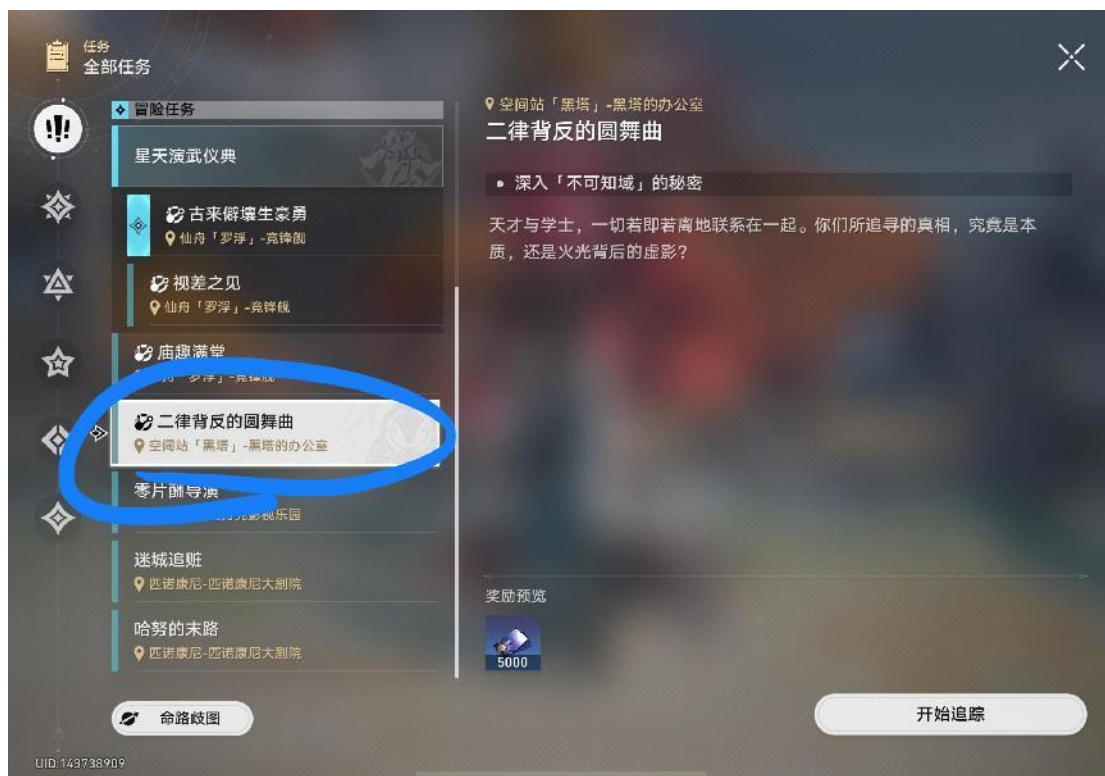 任务
全部任务
冒险任务
星天演武仪典
古来僻壤生豪勇
仙舟「罗浮」-竞锋舰
视差之见
仙舟「罗浮」-竞锋舰
庙趣满堂
二律背反的圆舞曲
空间站「黑塔」-黑塔的办公室
零片酬导演
影视乐园
迷城追赃
匹诺康尼-匹诺康尼大剧院
哈努的末路
匹诺康尼-匹诺康尼大剧院
命路歧图
UID:143738909
空间站「黑塔」-黑塔的办公室
二律背反的圆舞曲
深入「不可知域」的秘密
天才与学士，一切若即若离地联系在一起。你们所追寻的真相，究竟是本
质，还是火光背后的虚影？
奖励预览
5000
开始追踪